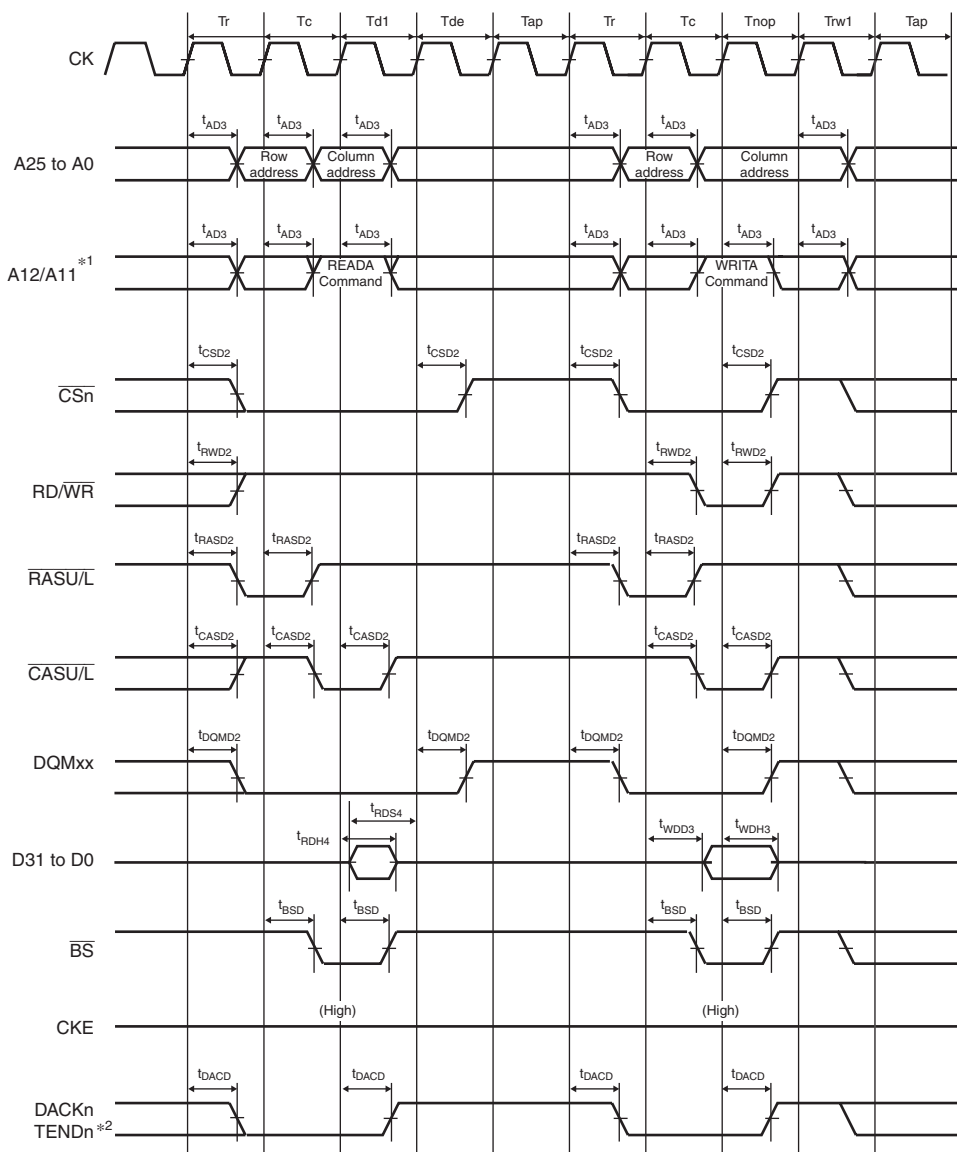 Tr Tc Td1 Tde Tap Tr Tc Tnop Trw1 Tap
CK
tAD3 tAD3 tAD3 tAD3 tAD3 tAD3
A25 to A0
Row address Column address Row address Column address
tAD3 tAD3 tAD3 tAD3 tAD3 tAD3 tAD3
A12/A11*1
READA Command WRITA Command
tCSD2 tCSD2 tCSD2 tCSD2
CSn
tRWD2 tRWD2 tRWD2
RD/WR
tRASD2 tRASD2 tRASD2 tRASD2
RASU/L
tCASD2 tCASD2 tCASD2 tCASD2 tCASD2
CASU/L
tDQMD2 tDQMD2 tDQMD2 tDQMD2
DQMxx
tRDS4
tRDH4 tWDD3 tWDH3
D31 to D0
tBSD tBSD tBSD tBSD
BS
(High) (High)
CKE
tDACD tDACD tDACD tDACD
DACKn
TENDn*2